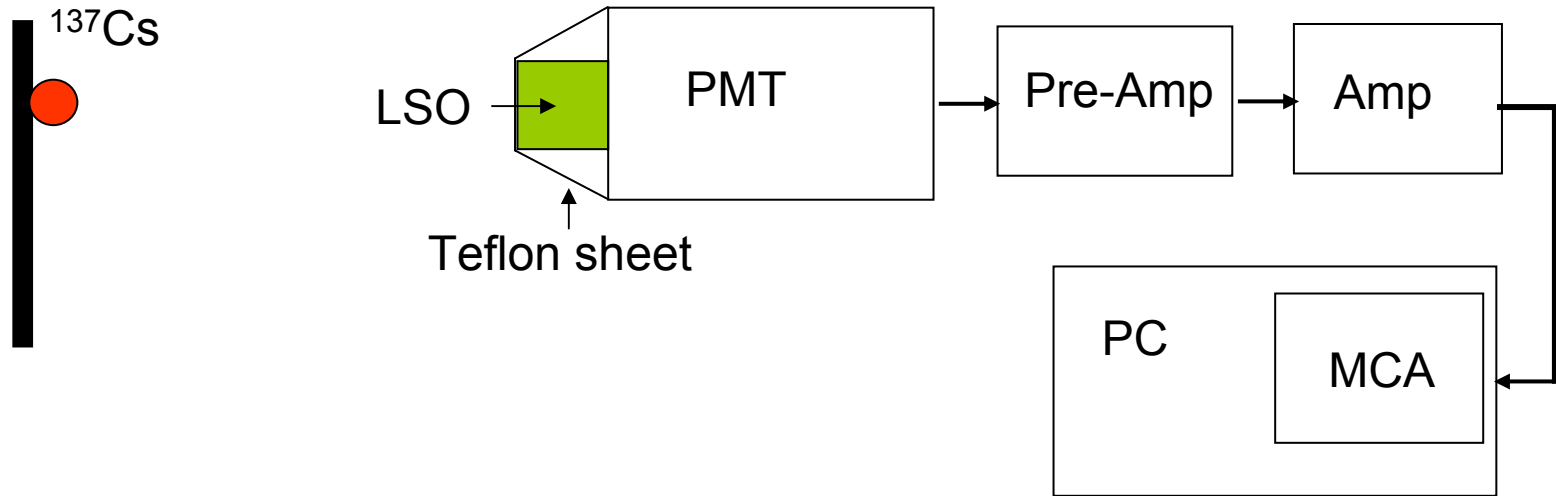 ¹³⁷Cs
LSO
PMT
Pre-Amp
Amp
Teflon sheet
PC
MCA